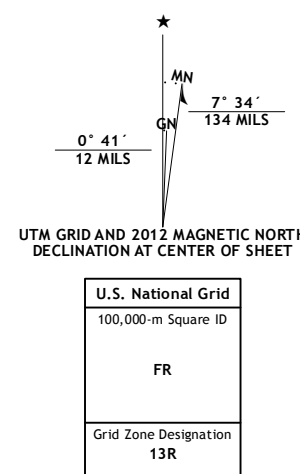 ★
MN
7° 34´
134 MILS
GN
0° 41´
12 MILS
UTM GRID AND 2012 MAGNETIC NORTH
DECLINATION AT CENTER OF SHEET
U.S. National Grid
100,000-m Square ID
FR
Grid Zone Designation
13R